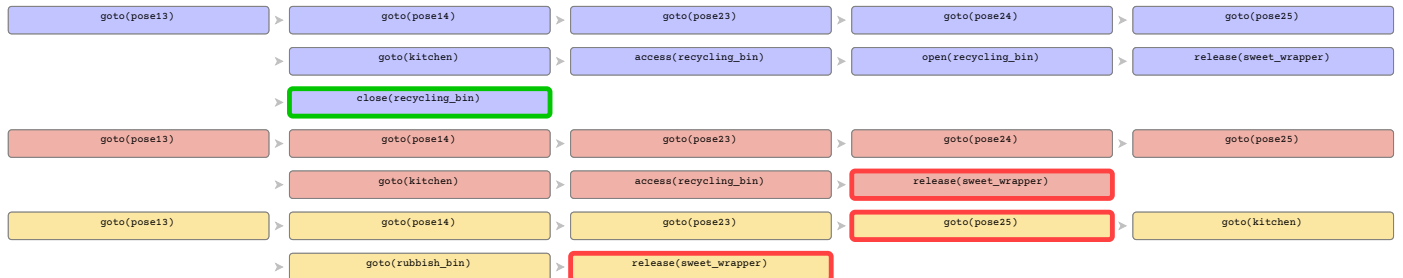 goto(pose13) goto(pose14) goto(pose23) goto(pose24) goto(pose25)
goto(kitchen) access(recycling_bin) open(recycling_bin) release(sweet_wrapper)
close(recycling_bin)
goto(pose13) goto(pose14) goto(pose23) goto(pose24) goto(pose25)
goto(kitchen) access(recycling_bin) release(sweet_wrapper)
goto(pose13) goto(pose14) goto(pose23) goto(pose25) goto(kitchen)
goto(rubbish_bin) release(sweet_wrapper)